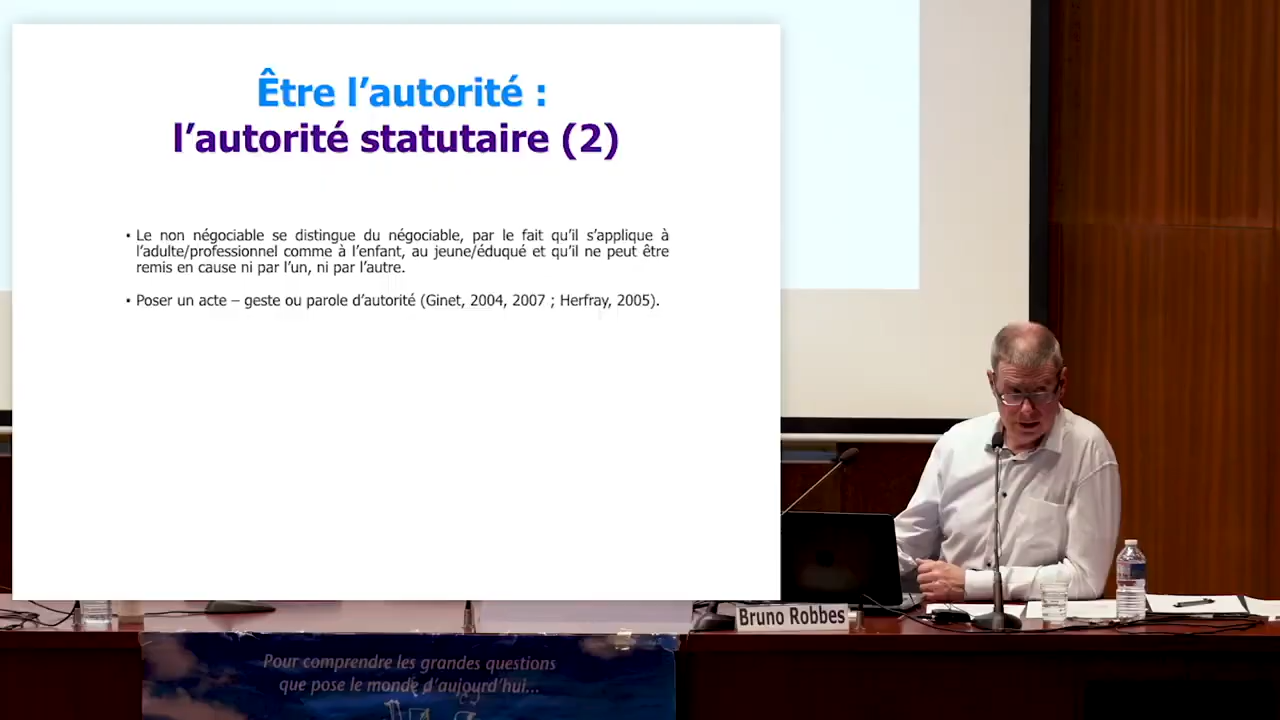 Être l’autorité :
l’autorité statutaire (2)
• Le non négociable se distingue du négociable, par le fait qu’il s’applique à
l’adulte/professionnel comme à l’enfant, au jeune/éduqué et qu’il ne peut être
remis en cause ni par l’un, ni par l’autre.
• Poser un acte – geste ou parole d’autorité (Ginet, 2004, 2007 ; Herfray, 2005).
Bruno Robbes
Pour comprendre les grandes questions
que pose le monde d’aujourd’hui...